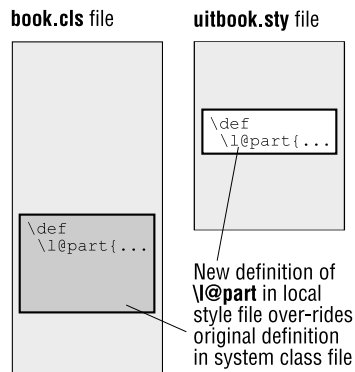 book.cls file
uitbook.sty file
\def
\l@part{...
\def
\l@part{...
New definition of
\l@part in local
style file over-rides
original definition
in system class file